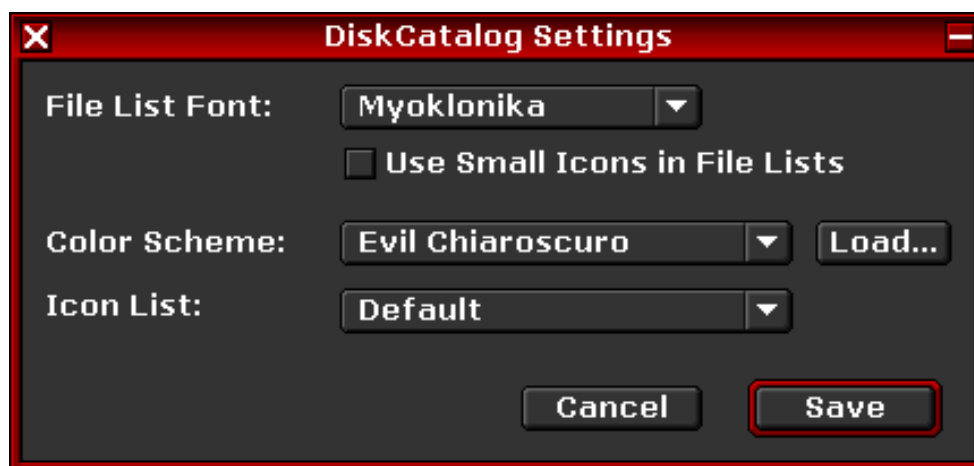 DiskCatalog Settings
File List Font: Myoklonika
Use Small Icons in File Lists
Color Scheme: Evil Chiaroscuro Load...
Icon List: Default
Cancel Save